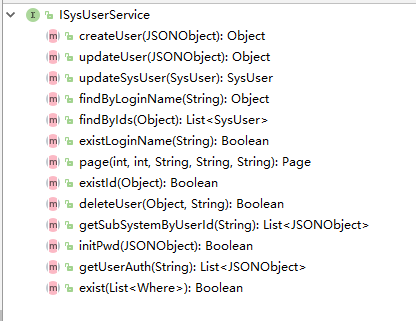 ISysUserService
createUser(JSONObject): Object
updateUser(JSONObject): Object
updateSysUser(SysUser): SysUser
findByLoginName(String): Object
findByIds(Object): List<SysUser>
existLoginName(String): Boolean
page(int, int, String, String, String): Page
existId(Object): Boolean
deleteUser(Object, String): Boolean
getSubSystemByUserId(String): List<JSONObject>
initPwd(JSONObject): Boolean
getUserAuth(String): List<JSONObject>
exist(List<Where>): Boolean